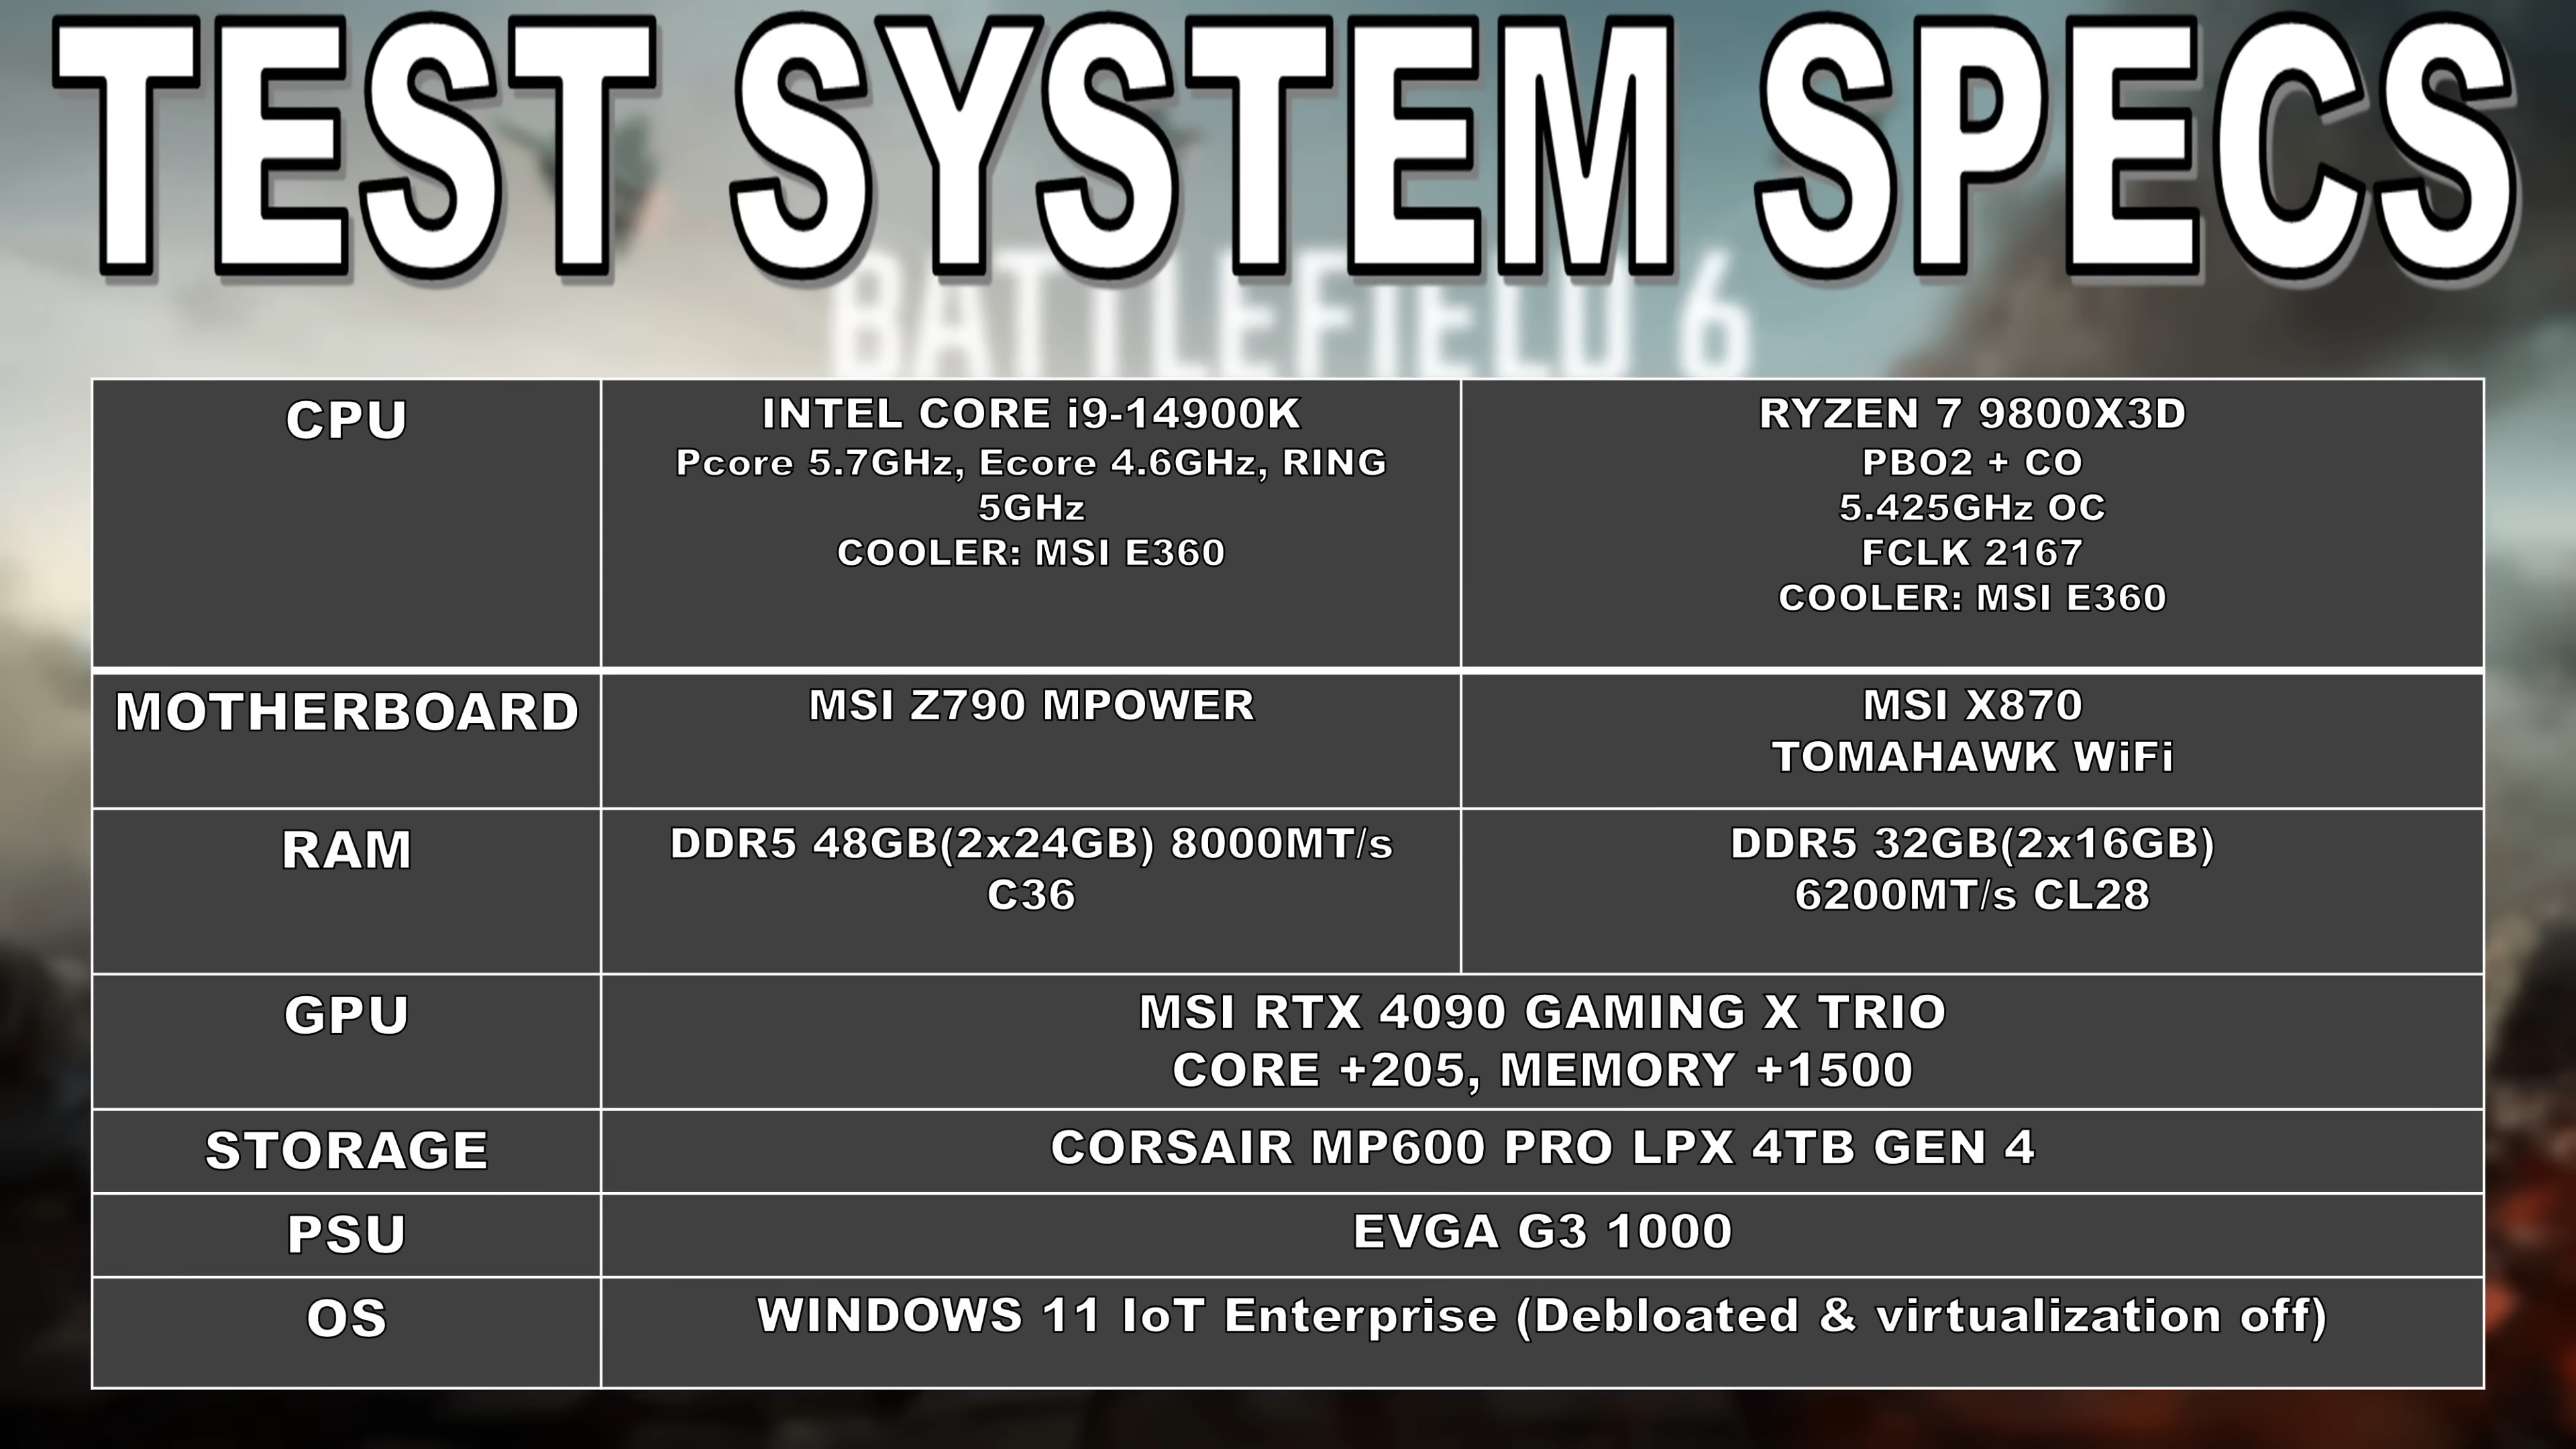 TEST SYSTEM SPECS
BATTLEFIELD 6
CPU
INTEL CORE i9-14900K
Pcore 5.7GHz, Ecore 4.6GHz, RING
5GHz
COOLER: MSI E360
RYZEN 7 9800X3D
PBO2 + CO
5.425GHz OC
FCLK 2167
COOLER: MSI E360
MOTHERBOARD
MSI Z790 MPOWER
MSI X870
TOMAHAWK WiFi
RAM
DDR5 48GB(2x24GB) 8000MT/s
C36
DDR5 32GB(2x16GB)
6200MT/s CL28
GPU
MSI RTX 4090 GAMING X TRIO
CORE +205, MEMORY +1500
STORAGE
CORSAIR MP600 PRO LPX 4TB GEN 4
PSU
EVGA G3 1000
OS
WINDOWS 11 IoT Enterprise (Debloated & virtualization off)